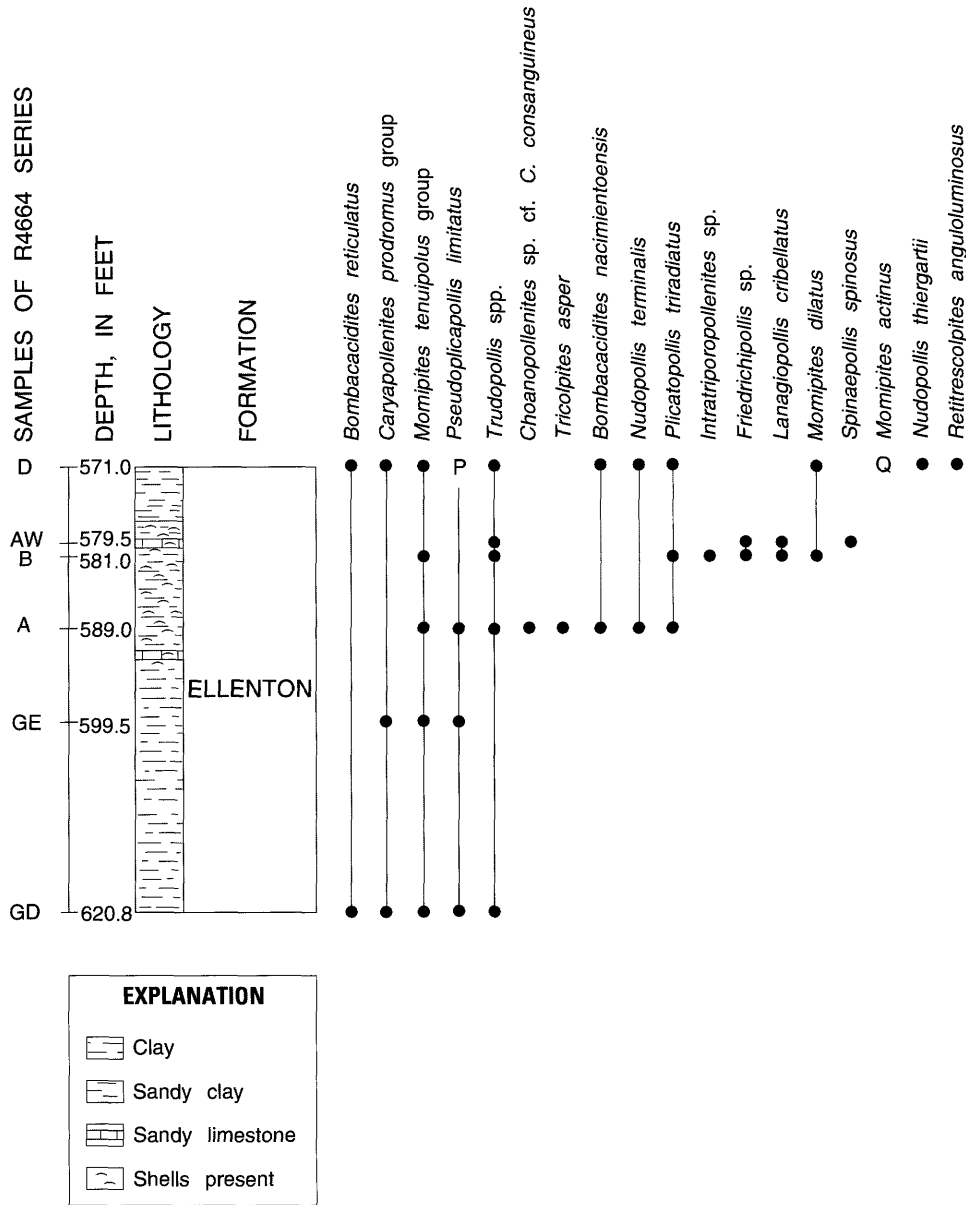 SAMPLES OF R4664 SERIES
DEPTH, IN FEET
LITHOLOGY
FORMATION
Bombacacidites reticulatus
Caryapollenites prodromus group
Momipites tenuipolus group
Pseudoplicapollis limitatus
Trudopollis spp.
Choanopollenites sp. cf. C. consanguineus
Tricolpites asper
Bombacacidites nacimientoensis
Nudopollis terminalis
Plicatopollis triradiatus
Intratriporopollenites sp.
Friedrichipollis sp.
Lanagiopollis cribellatus
Momipites dilatus
Spinaepollis spinosus
Momipites actinus
Nudopollis thiergartii
Retitrescolpites anguloluminosus
D 571.0 P Q
AW 579.5
B 581.0
A 589.0
ELLENTON
GE 599.5
GD 620.8
EXPLANATION
Clay
Sandy clay
Sandy limestone
Shells present